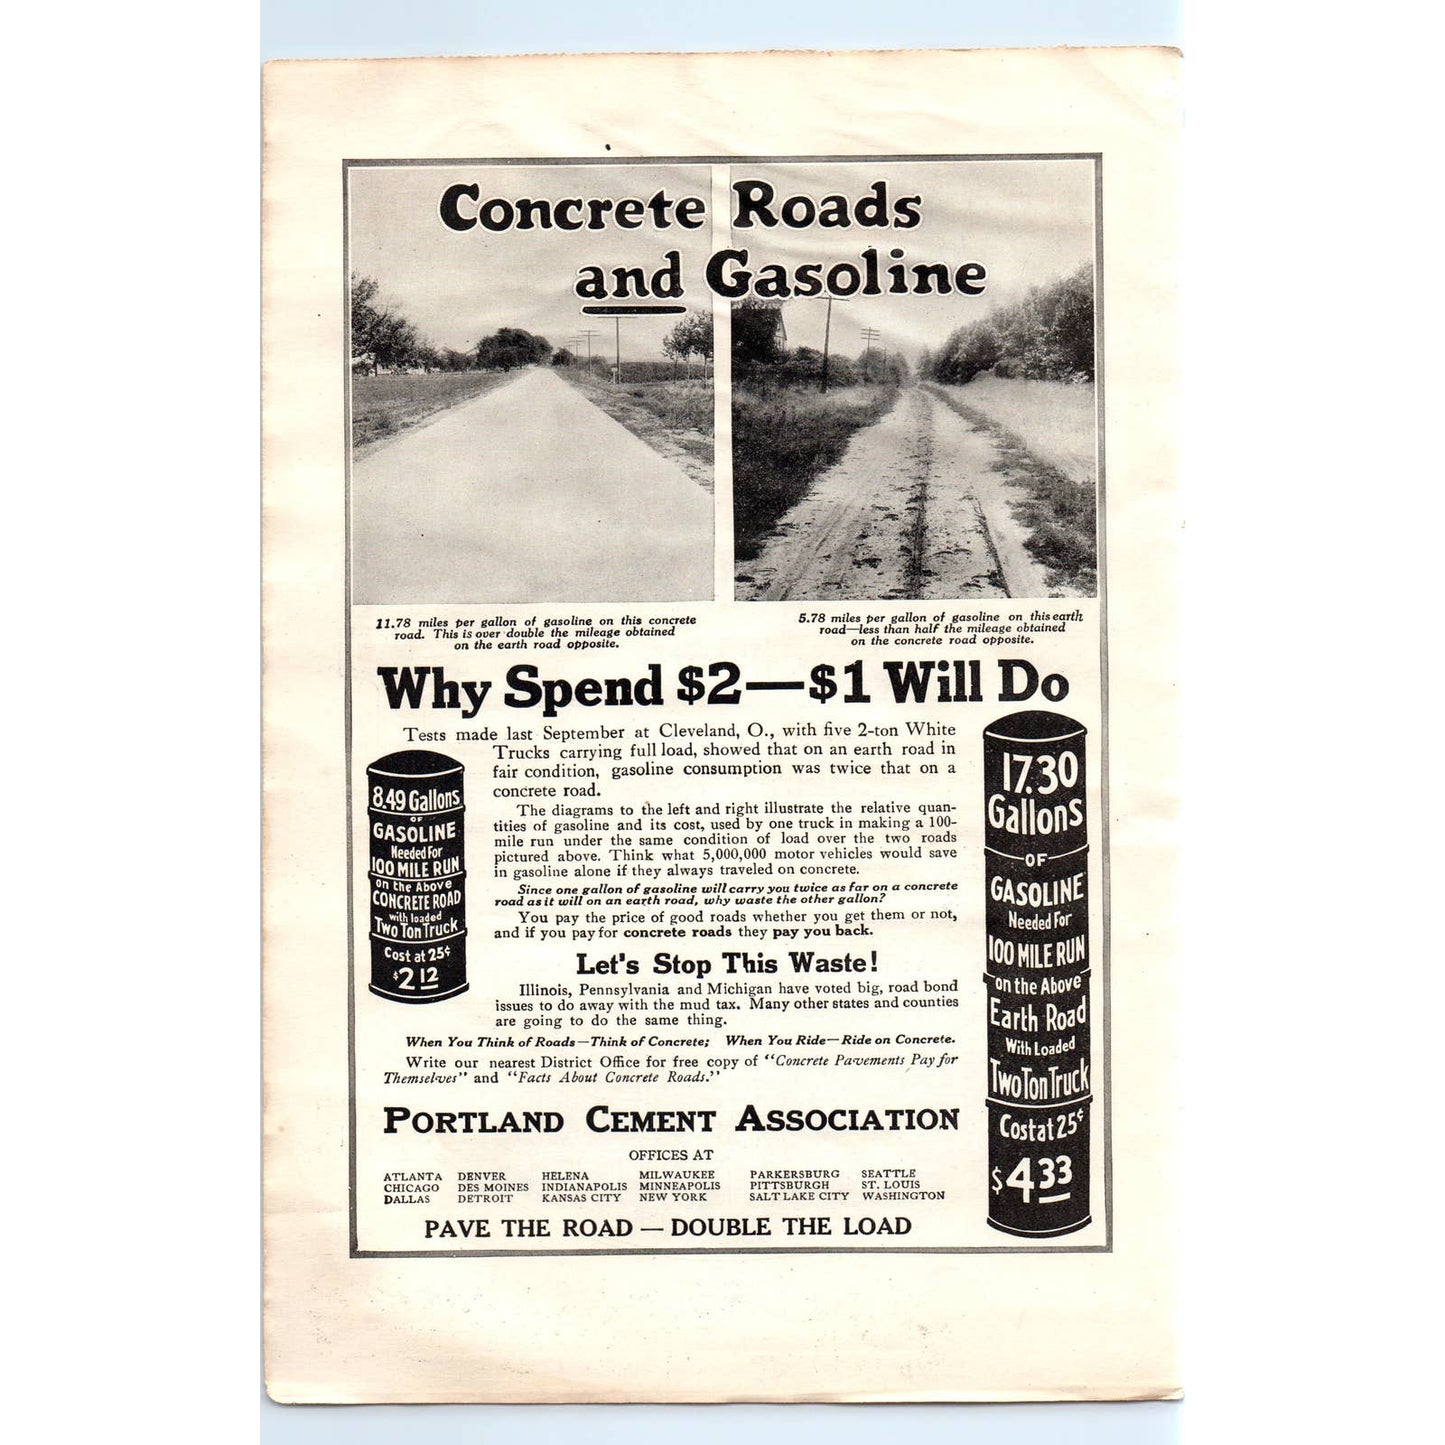 Concrete Roads
and Gasoline
11.78 miles per gallon of gasoline on this concrete
road. This is over double the mileage obtained
on the earth road opposite.
5.78 miles per gallon of gasoline on this earth
road—less than half the mileage obtained
on the concrete road opposite.
Why Spend $2—$1 Will Do
Tests made last September at Cleveland, O., with five 2-ton White
Trucks carrying full load, showed that on an earth road in
fair condition, gasoline consumption was twice that on a
concrete road.
The diagrams to the left and right illustrate the relative quan-
tities of gasoline and its cost, used by one truck in making a 100-
mile run under the same condition of load over the two roads
pictured above. Think what 5,000,000 motor vehicles would save
in gasoline alone if they always traveled on concrete.
Since one gallon of gasoline will carry you twice as far on a concrete
road as it will on an earth road, why waste the other gallon?
You pay the price of good roads whether you get them or not,
and if you pay for concrete roads they pay you back.
8.49 Gallons
OF
GASOLINE
Needed For
100 MILE RUN
on the Above
CONCRETE ROAD
with loaded
Two Ton Truck
Cost at 25¢
$2 12
17.30
Gallons
OF
GASOLINE
Needed For
100 MILE RUN
on the Above
Earth Road
With Loaded
Two Ton Truck
Cost at 25¢
$4 33
Let's Stop This Waste!
Illinois, Pennsylvania and Michigan have voted big, road bond
issues to do away with the mud tax. Many other states and counties
are going to do the same thing.
When You Think of Roads—Think of Concrete; When You Ride—Ride on Concrete.
Write our nearest District Office for free copy of "Concrete Pavements Pay for
Themselves" and "Facts About Concrete Roads."
PORTLAND CEMENT ASSOCIATION
OFFICES AT
ATLANTA DENVER HELENA MILWAUKEE PARKERSBURG SEATTLE
CHICAGO DES MOINES INDIANAPOLIS MINNEAPOLIS PITTSBURGH ST. LOUIS
DALLAS DETROIT KANSAS CITY NEW YORK SALT LAKE CITY WASHINGTON
PAVE THE ROAD — DOUBLE THE LOAD